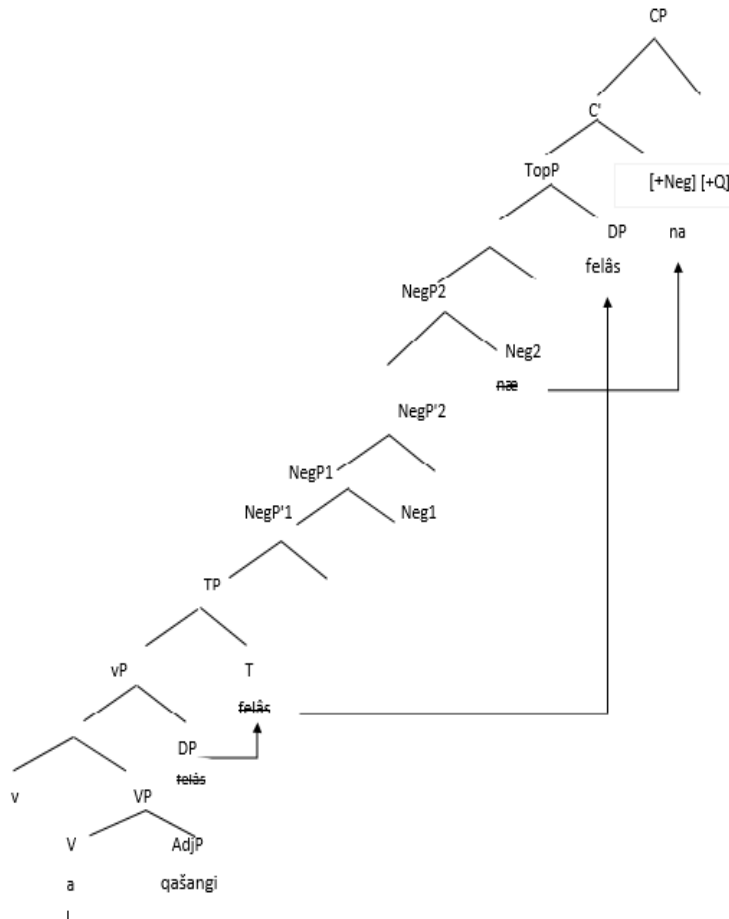 CP
C'
TopP
[+Neg] [+Q]
DP na
felâs
NegP2
Neg2
næ
NegP'2
NegP1
NegP'1 Neg1
TP
vP T
felâs
DP
felâs
v VP
V AdjP
a qašangi
l